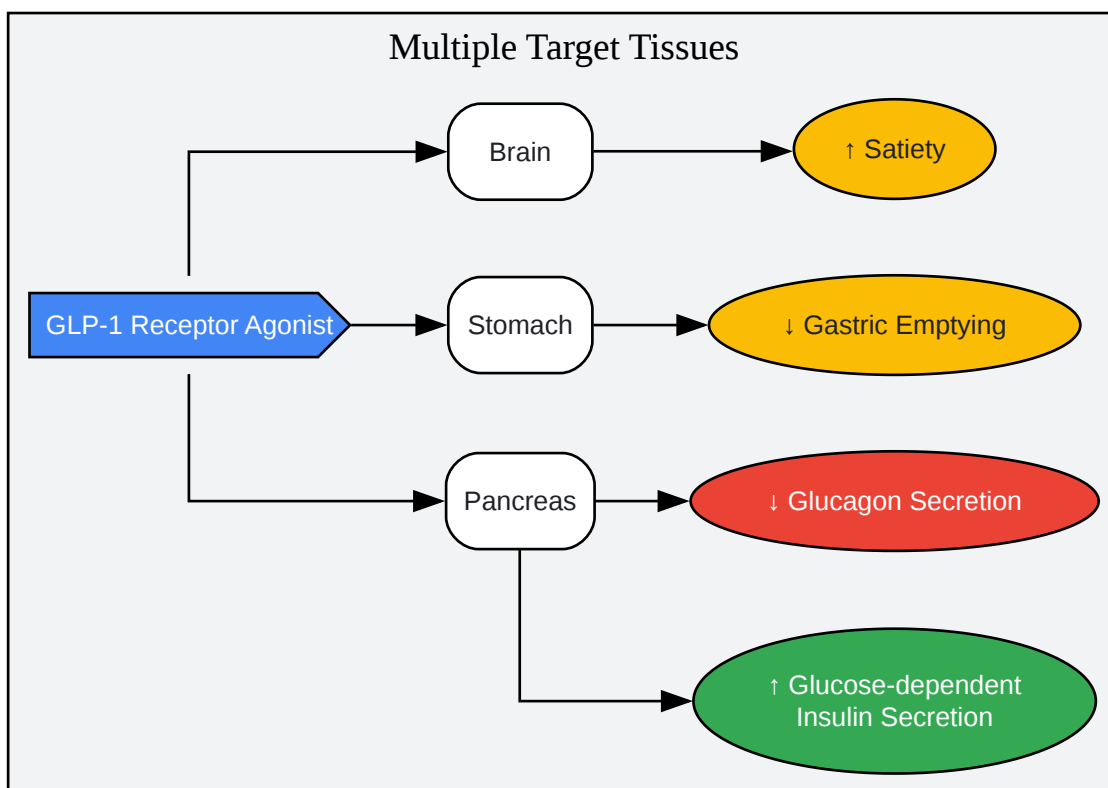 Multiple Target Tissues
Brain
↑ Satiety
GLP-1 Receptor Agonist
Stomach
↓ Gastric Emptying
Pancreas
↓ Glucagon Secretion
↑ Glucose-dependent
Insulin Secretion